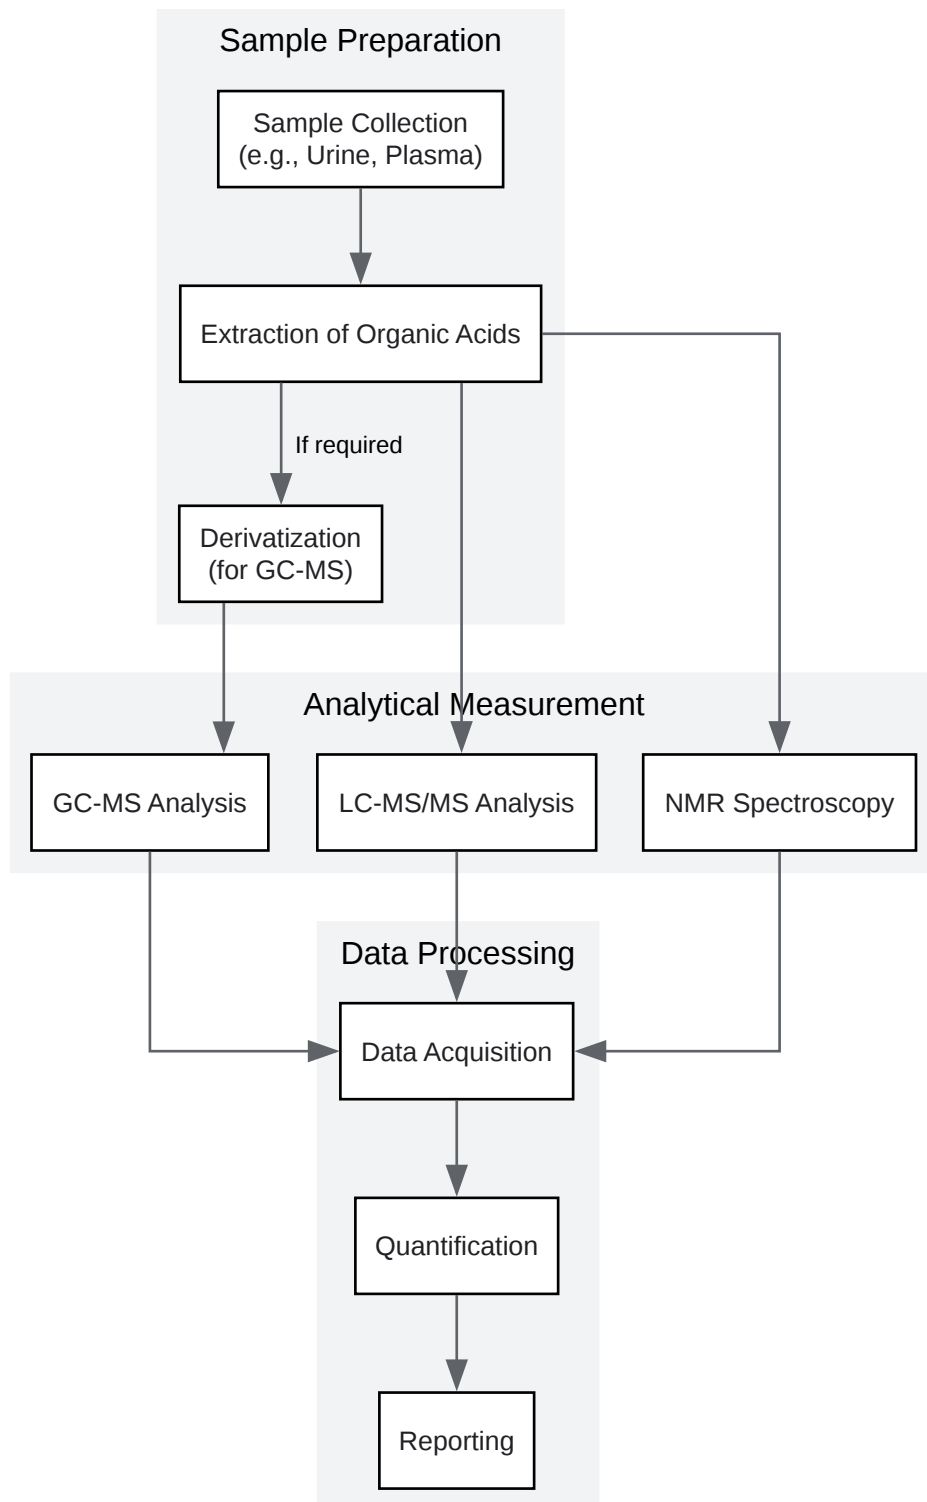 Sample Preparation
Sample Collection
(e.g., Urine, Plasma)
Extraction of Organic Acids
If required
Derivatization
(for GC-MS)
Analytical Measurement
GC-MS Analysis
LC-MS/MS Analysis
NMR Spectroscopy
Data Processing
Data Acquisition
Quantification
Reporting